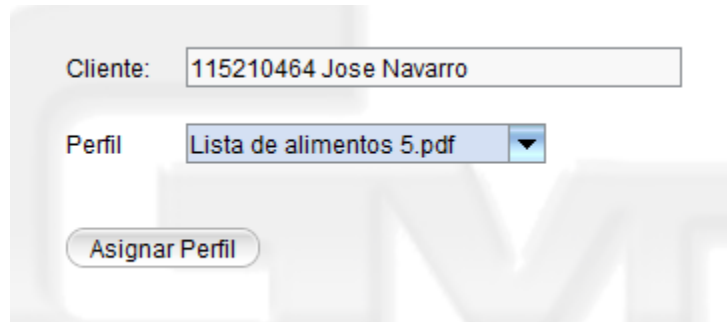 Cliente: 115210464 Jose Navarro
Perfil Lista de alimentos 5.pdf
Asignar Perfil